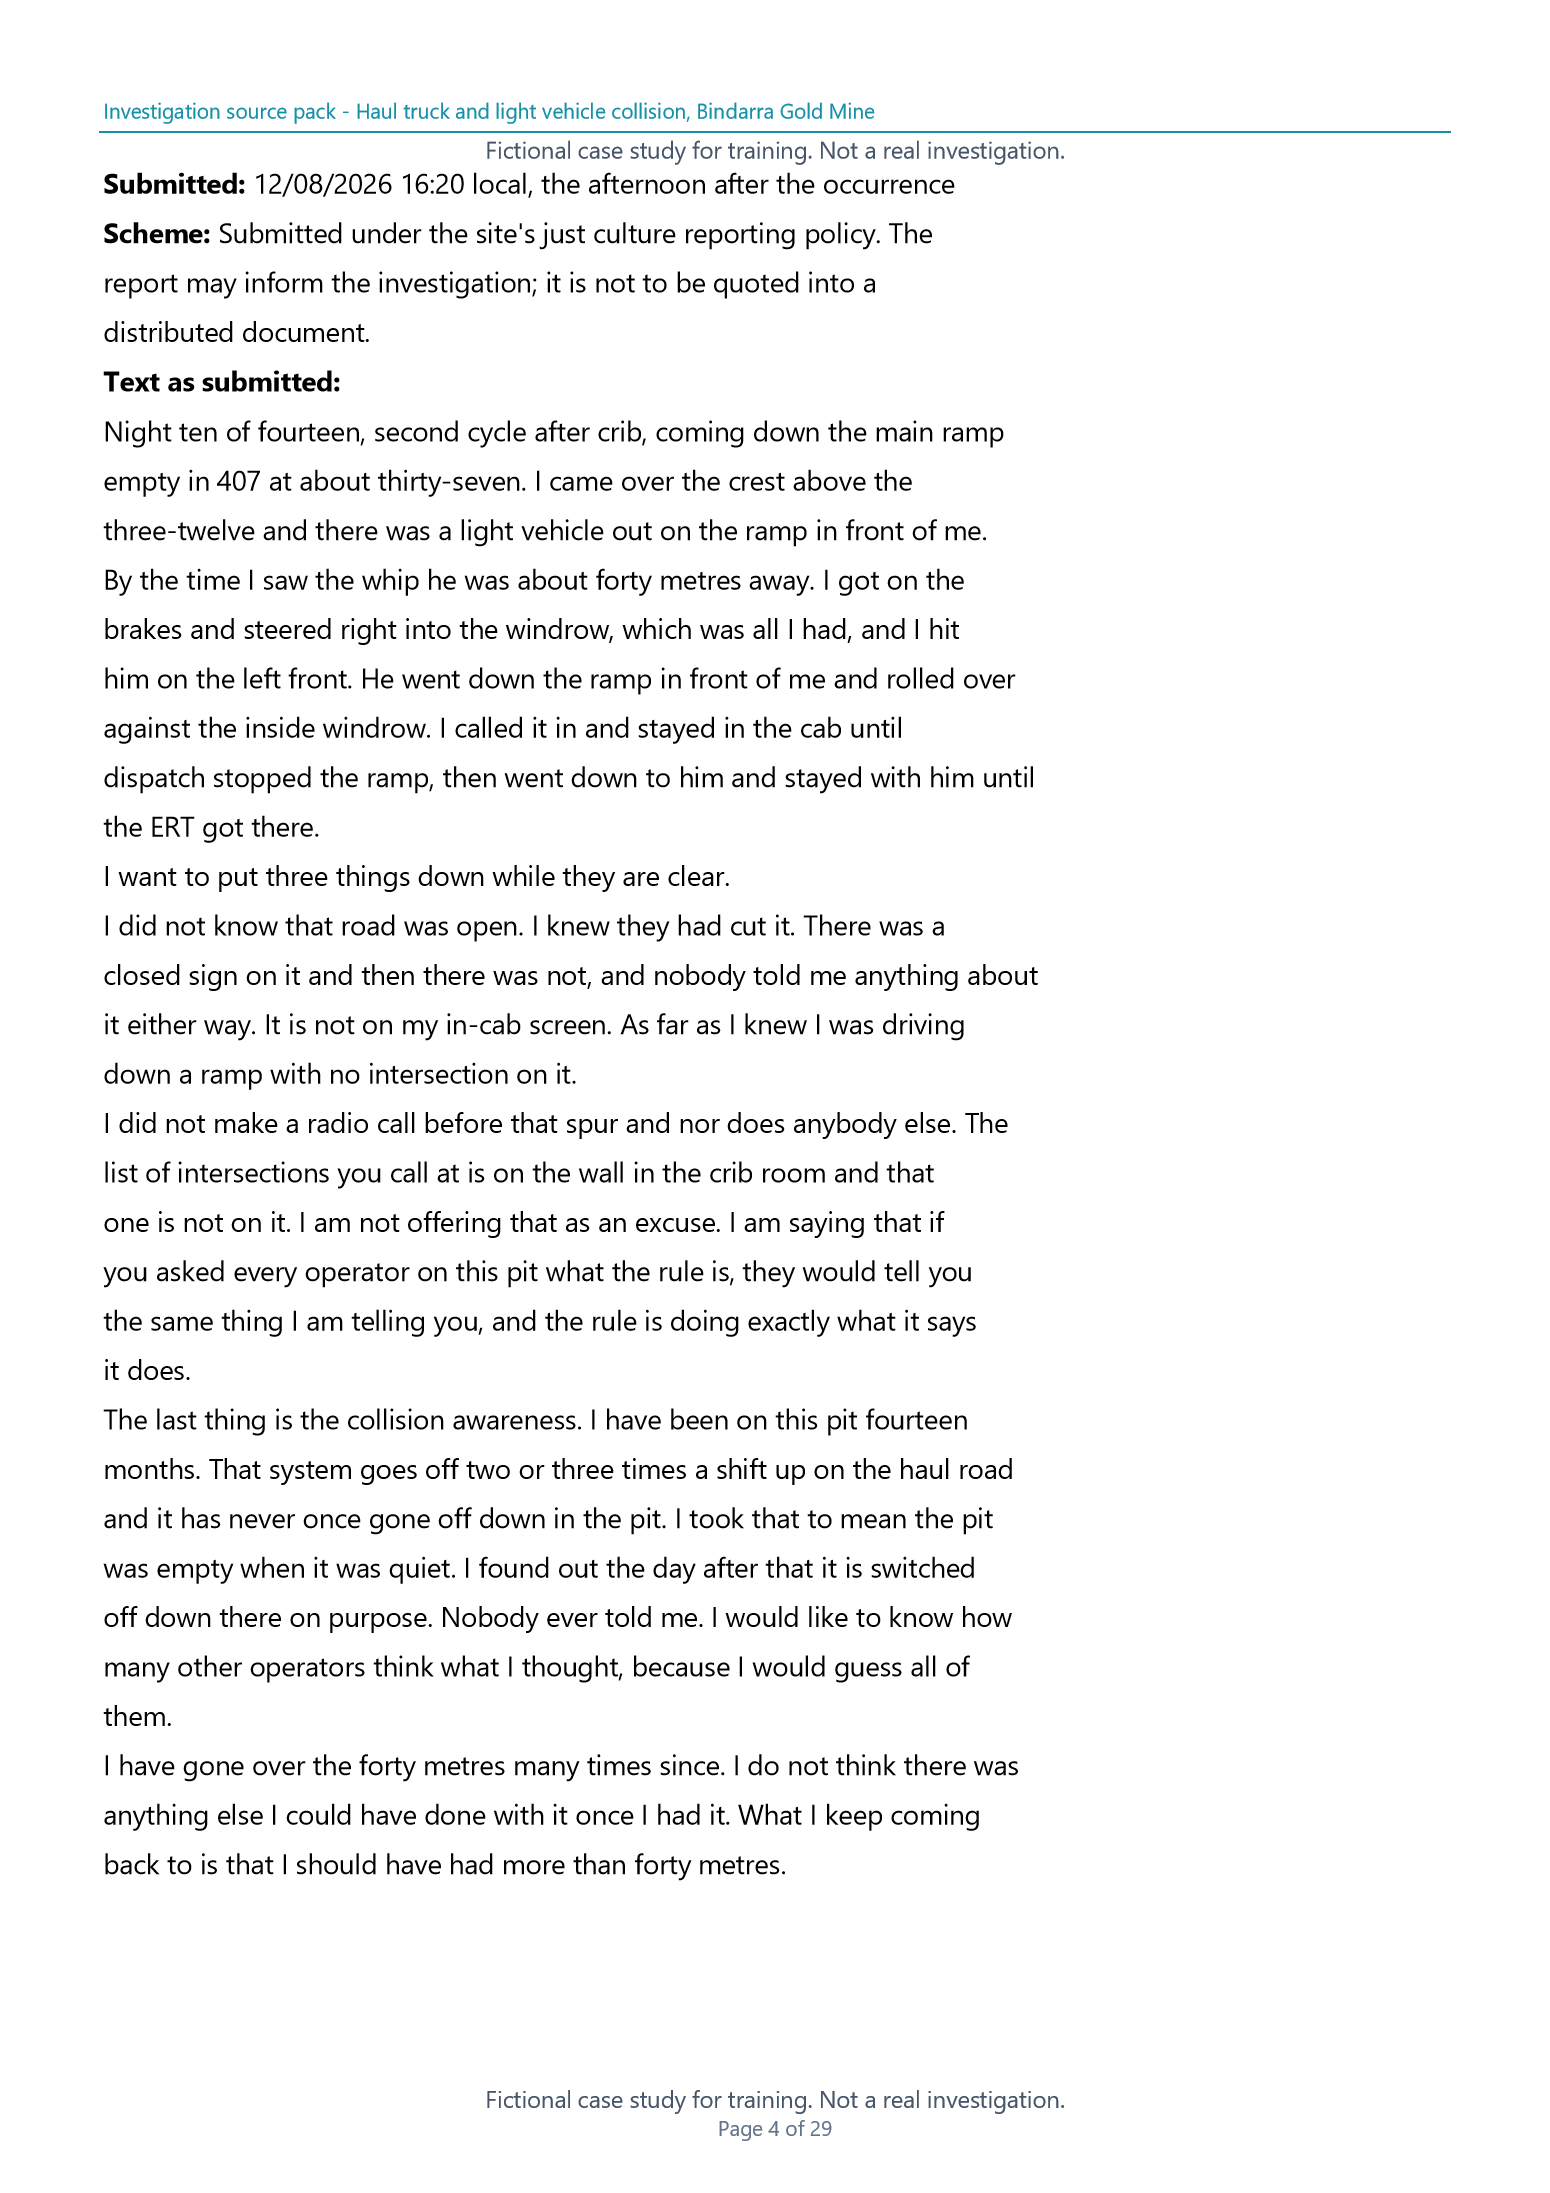 Investigation source pack - Haul truck and light vehicle collision, Bindarra Gold Mine
Fictional case study for training. Not a real investigation.
Submitted: 12/08/2026 16:20 local, the afternoon after the occurrence
Scheme: Submitted under the site's just culture reporting policy. The
report may inform the investigation; it is not to be quoted into a
distributed document.
Text as submitted:
Night ten of fourteen, second cycle after crib, coming down the main ramp
empty in 407 at about thirty-seven. I came over the crest above the
three-twelve and there was a light vehicle out on the ramp in front of me.
By the time I saw the whip he was about forty metres away. I got on the
brakes and steered right into the windrow, which was all I had, and I hit
him on the left front. He went down the ramp in front of me and rolled over
against the inside windrow. I called it in and stayed in the cab until
dispatch stopped the ramp, then went down to him and stayed with him until
the ERT got there.
I want to put three things down while they are clear.
I did not know that road was open. I knew they had cut it. There was a
closed sign on it and then there was not, and nobody told me anything about
it either way. It is not on my in-cab screen. As far as I knew I was driving
down a ramp with no intersection on it.
I did not make a radio call before that spur and nor does anybody else. The
list of intersections you call at is on the wall in the crib room and that
one is not on it. I am not offering that as an excuse. I am saying that if
you asked every operator on this pit what the rule is, they would tell you
the same thing I am telling you, and the rule is doing exactly what it says
it does.
The last thing is the collision awareness. I have been on this pit fourteen
months. That system goes off two or three times a shift up on the haul road
and it has never once gone off down in the pit. I took that to mean the pit
was empty when it was quiet. I found out the day after that it is switched
off down there on purpose. Nobody ever told me. I would like to know how
many other operators think what I thought, because I would guess all of
them.
I have gone over the forty metres many times since. I do not think there was
anything else I could have done with it once I had it. What I keep coming
back to is that I should have had more than forty metres.
Fictional case study for training. Not a real investigation.
Page 4 of 29